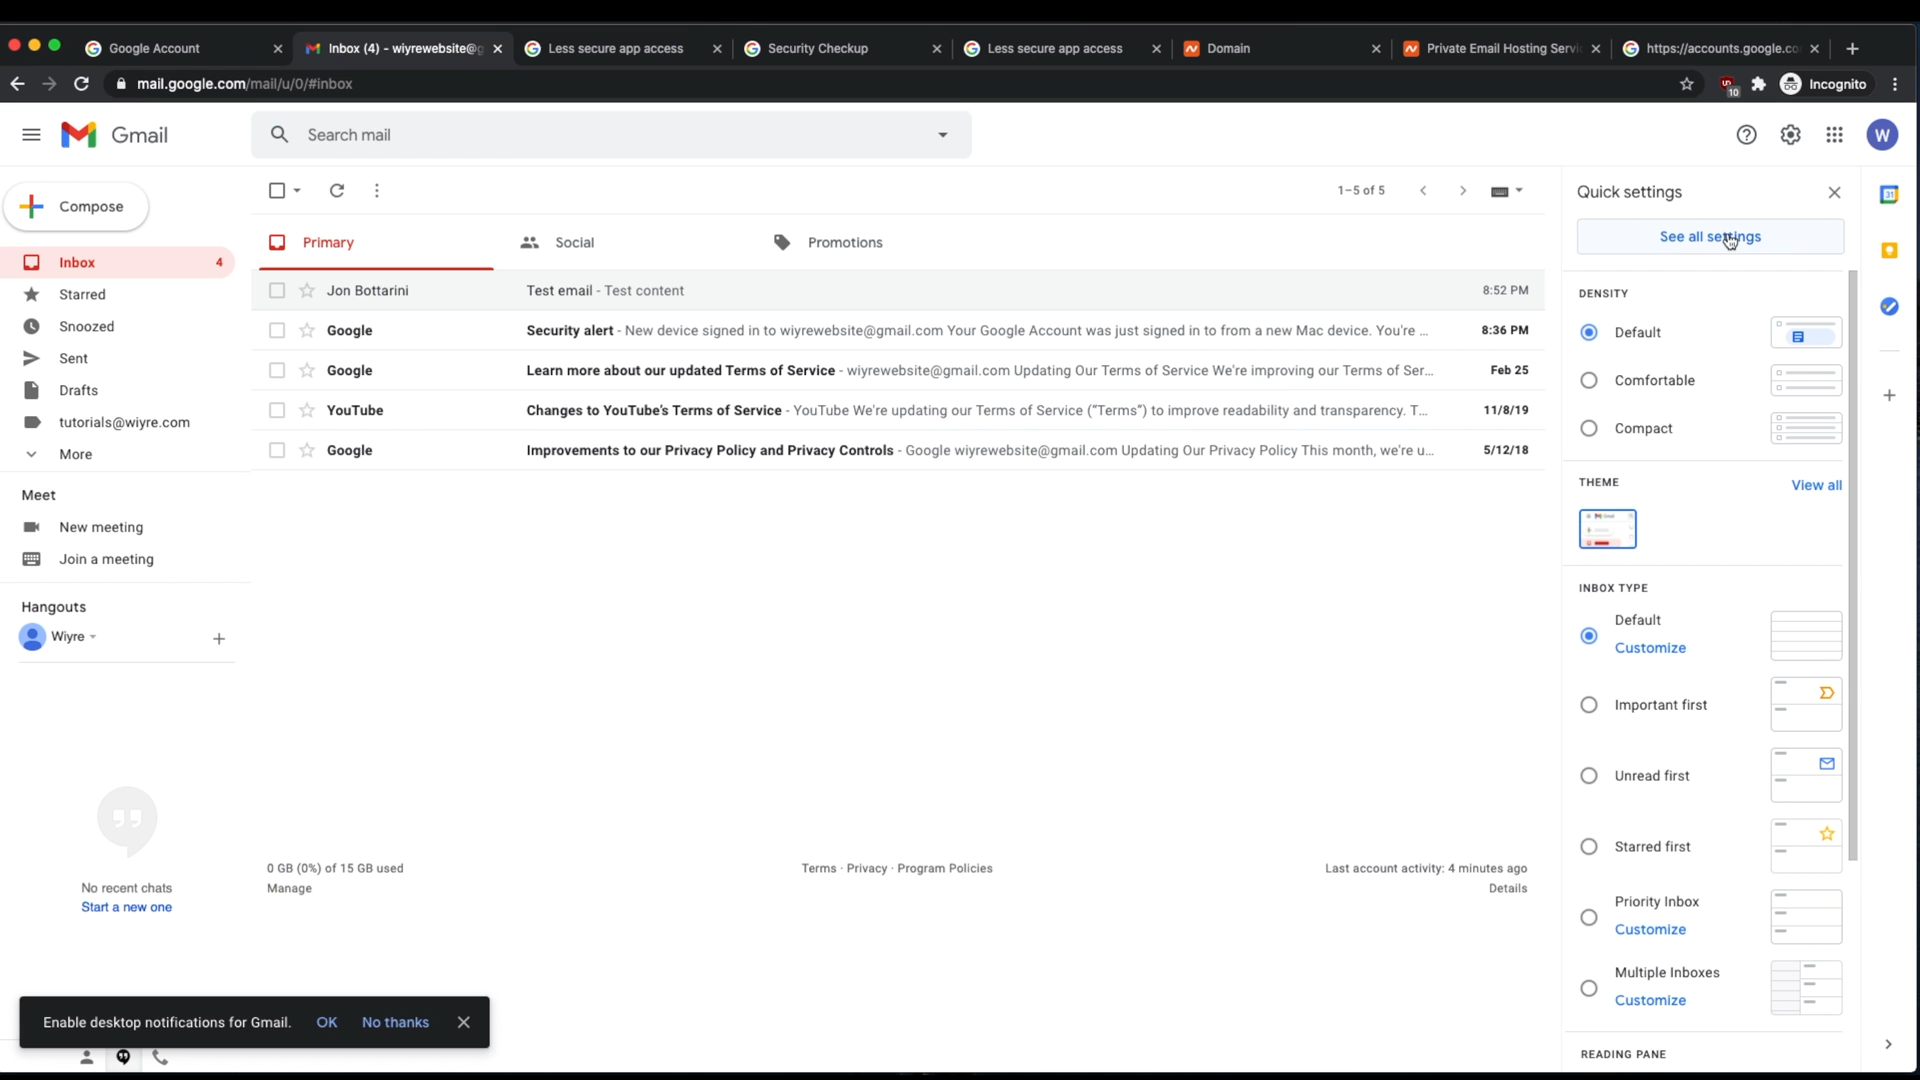 Google Account
Inbox (4) - wiyrewebsite@g
Less secure app access
Security Checkup
Less secure app access
Domain
Private Email Hosting Servi
https://accounts.google.co
mail.google.com/mail/u/0/#inbox
10
Incognito
Gmail
Search mail
W
Compose
1–5 of 5
Quick settings
31
See all settings
Primary
Social
Promotions
Inbox 4
Starred
Snoozed
Sent
Drafts
tutorials@wiyre.com
More
Jon Bottarini Test email - Test content 8:52 PM
Google Security alert - New device signed in to wiyrewebsite@gmail.com Your Google Account was just signed in to from a new Mac device. You're ... 8:36 PM
Google Learn more about our updated Terms of Service - wiyrewebsite@gmail.com Updating Our Terms of Service We're improving our Terms of Ser... Feb 25
YouTube Changes to YouTube's Terms of Service - YouTube We're updating our Terms of Service (“Terms”) to improve readability and transparency. T... 11/8/19
Google Improvements to our Privacy Policy and Privacy Controls - Google wiyrewebsite@gmail.com Updating Our Privacy Policy This month, we're u... 5/12/18
Meet
New meeting
Join a meeting
Hangouts
Wiyre
No recent chats
Start a new one
0 GB (0%) of 15 GB used
Manage
Terms · Privacy · Program Policies
Last account activity: 4 minutes ago
Details
DENSITY
Default
Comfortable
Compact
THEME
View all
INBOX TYPE
Default
Customize
Important first
Unread first
Starred first
Priority Inbox
Customize
Multiple Inboxes
Customize
READING PANE
Enable desktop notifications for Gmail. OK No thanks